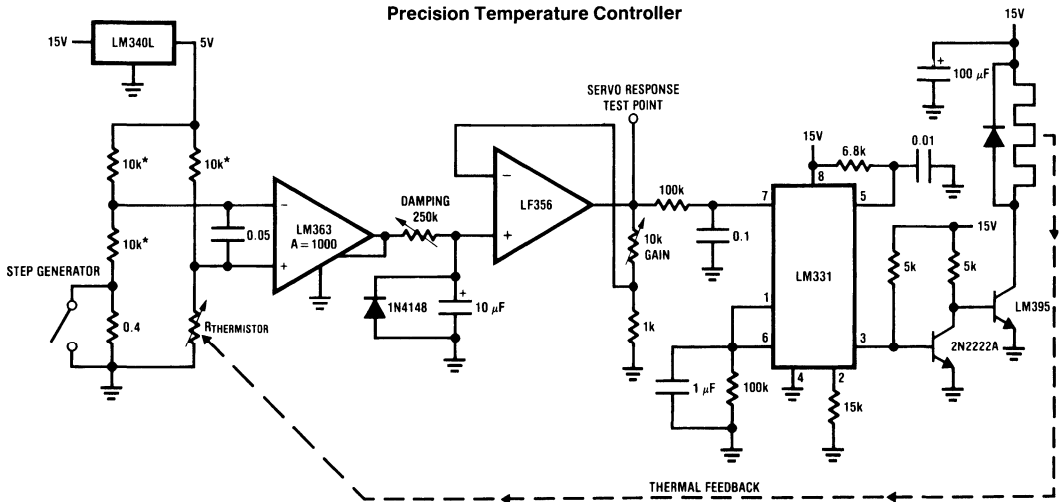 Precision Temperature Controller
15V
LM340L
5V
10k*
10k*
10k*
STEP GENERATOR
0.4
RTHERMISTOR
0.05
−
+
LM363
A = 1000
DAMPING
250k
1N4148
+
10 µF
−
+
LF356
SERVO RESPONSE
TEST POINT
100k
10k
GAIN
1k
0.1
15V
6.8k
0.01
8
7
5
LM331
1
6
3
4
2
1 µF
100k
15k
15V
+
100 µF
15V
5k
5k
LM395
2N2222A
THERMAL FEEDBACK